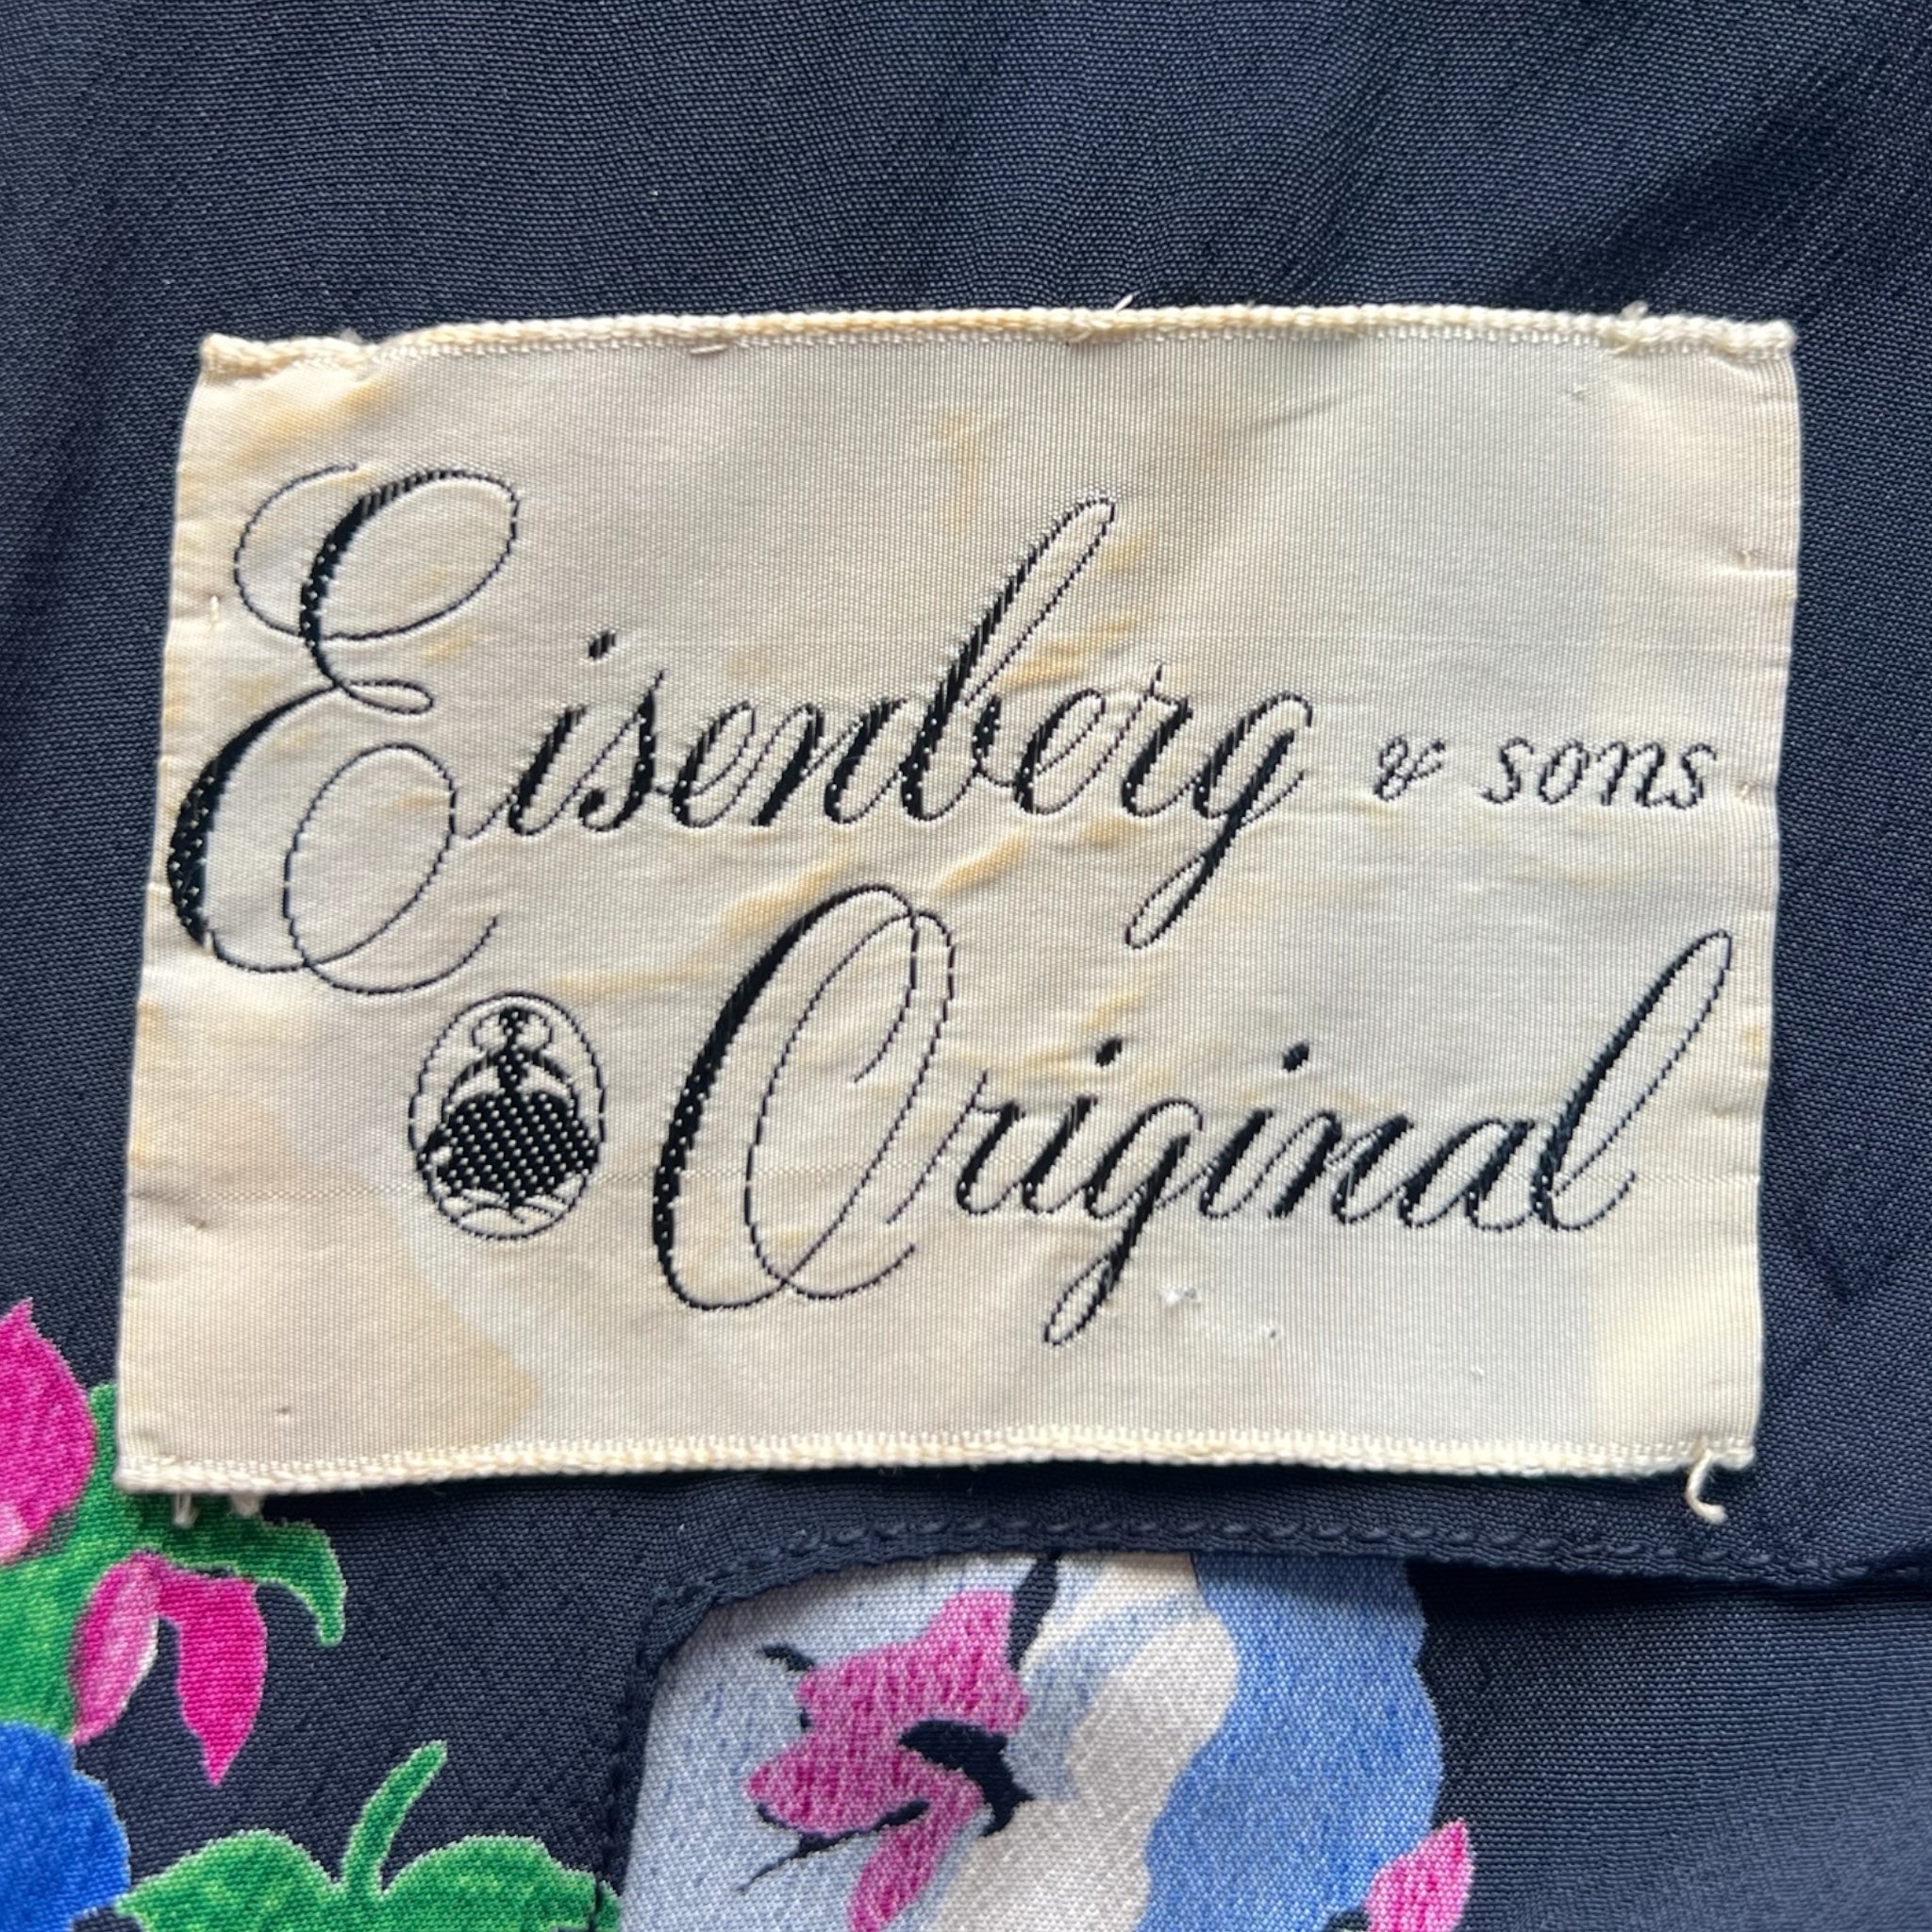 Eisenberg & sons
Original